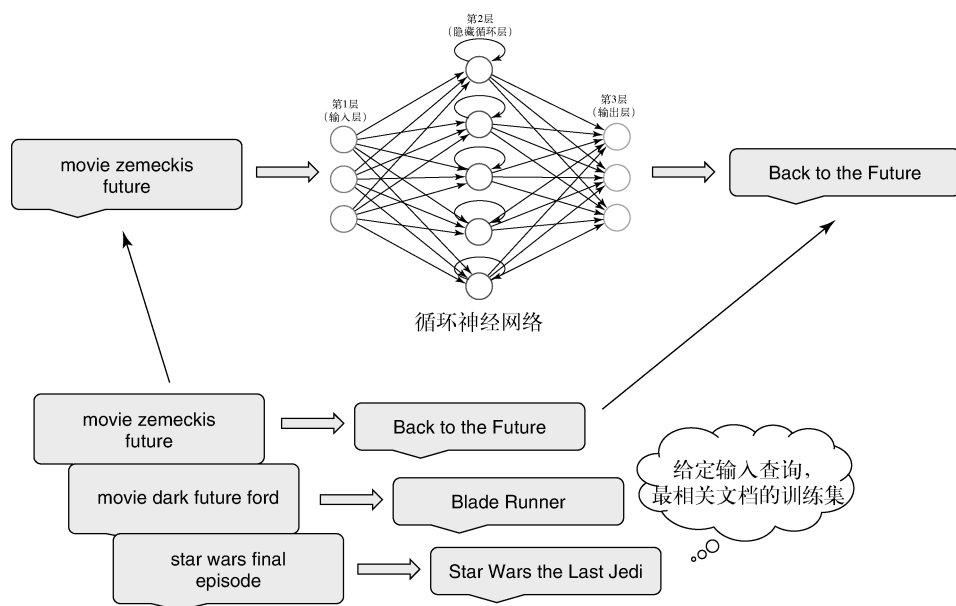 第2层
（隐藏循环层）
第1层
（输入层）
第3层
（输出层）
movie zemeckis
future
Back to the Future
循环神经网络
movie zemeckis
future
Back to the Future
movie dark future ford
Blade Runner
star wars final
episode
Star Wars the Last Jedi
给定输入查询，
最相关文档的训练集